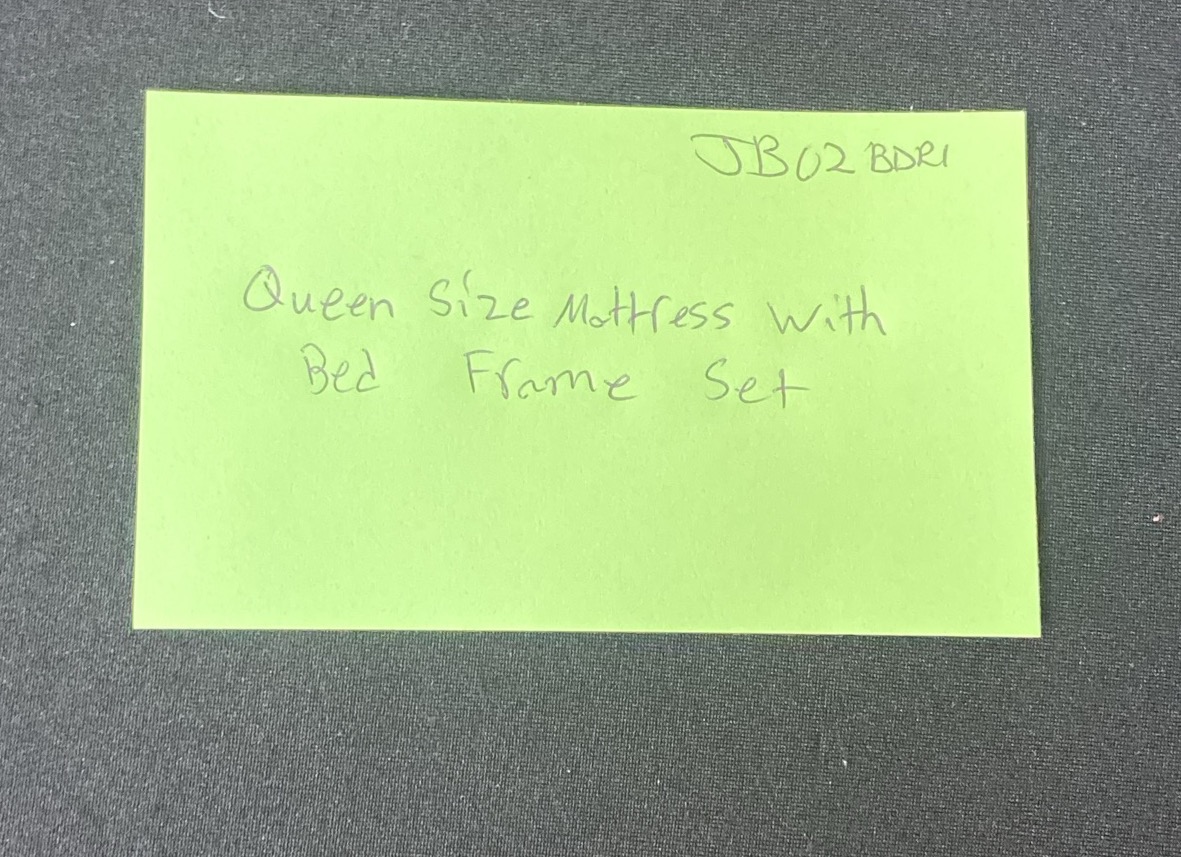 JB02 BDR1
Queen Size Mattress With
Bed Frame Set